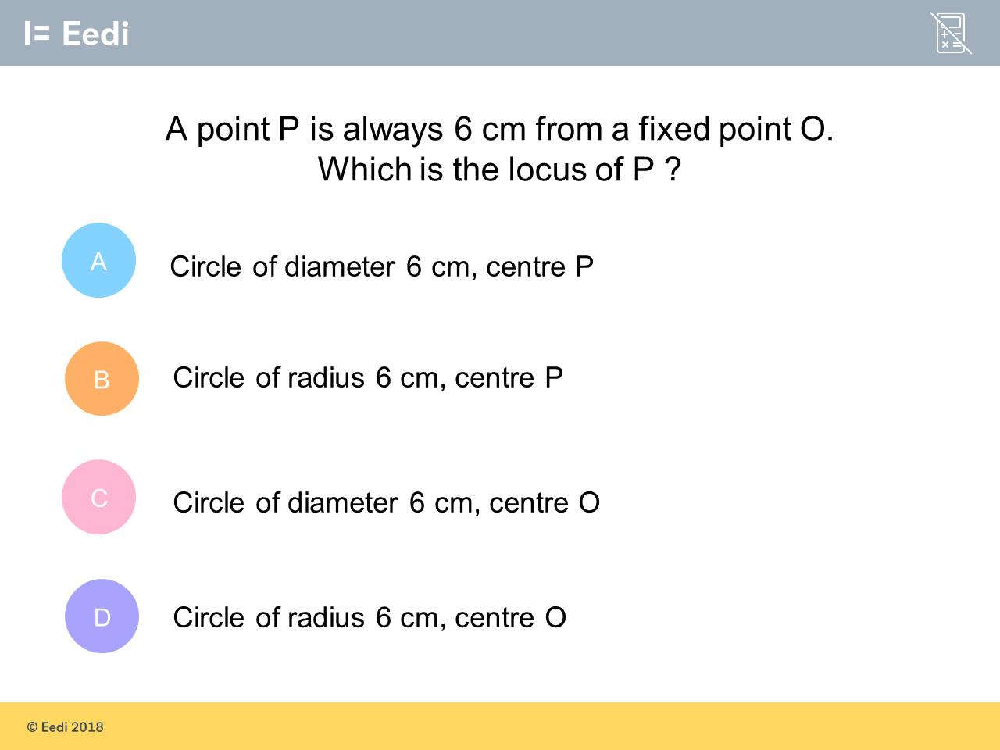 Eedi
A point P is always 6 cm from a fixed point O.
Which is the locus of P ?
A
Circle of diameter 6 cm, centre P
B
Circle of radius 6 cm, centre P
C
Circle of diameter 6 cm, centre O
D
Circle of radius 6 cm, centre O
© Eedi 2018